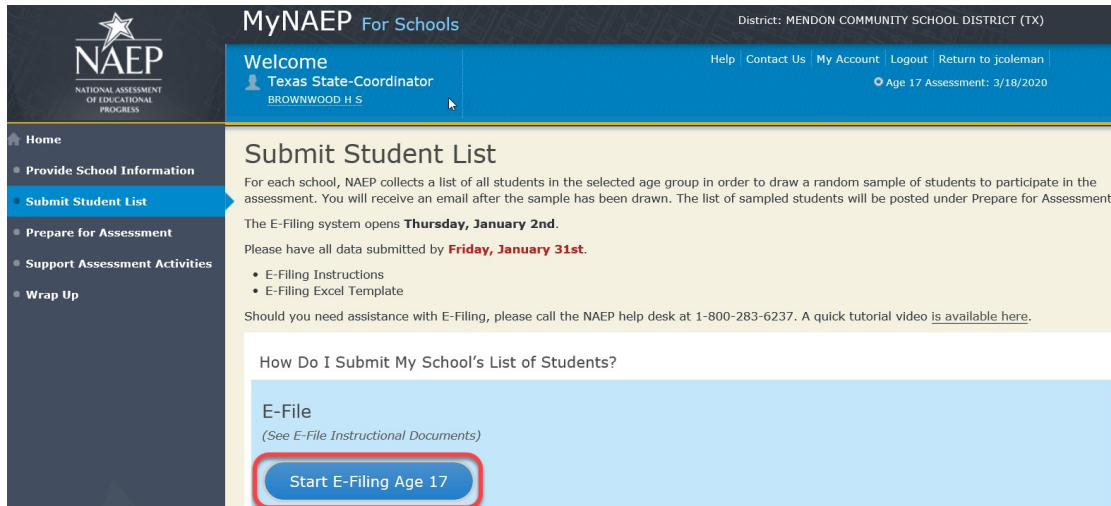 MyNAEP For Schools
District: MENDON COMMUNITY SCHOOL DISTRICT (TX)
NAEP
NATIONAL ASSESSMENT
OF EDUCATIONAL
PROGRESS
Welcome
Texas State-Coordinator
BROWNWOOD H S
Help Contact Us My Account Logout Return to jcoleman
Age 17 Assessment: 3/18/2020
Home
Provide School Information
Submit Student List
Prepare for Assessment
Support Assessment Activities
Wrap Up
Submit Student List
For each school, NAEP collects a list of all students in the selected age group in order to draw a random sample of students to participate in the
assessment. You will receive an email after the sample has been drawn. The list of sampled students will be posted under Prepare for Assessment
The E-Filing system opens Thursday, January 2nd.
Please have all data submitted by Friday, January 31st.
• E-Filing Instructions
• E-Filing Excel Template
Should you need assistance with E-Filing, please call the NAEP help desk at 1-800-283-6237. A quick tutorial video is available here.
How Do I Submit My School's List of Students?
E-File
(See E-File Instructional Documents)
Start E-Filing Age 17